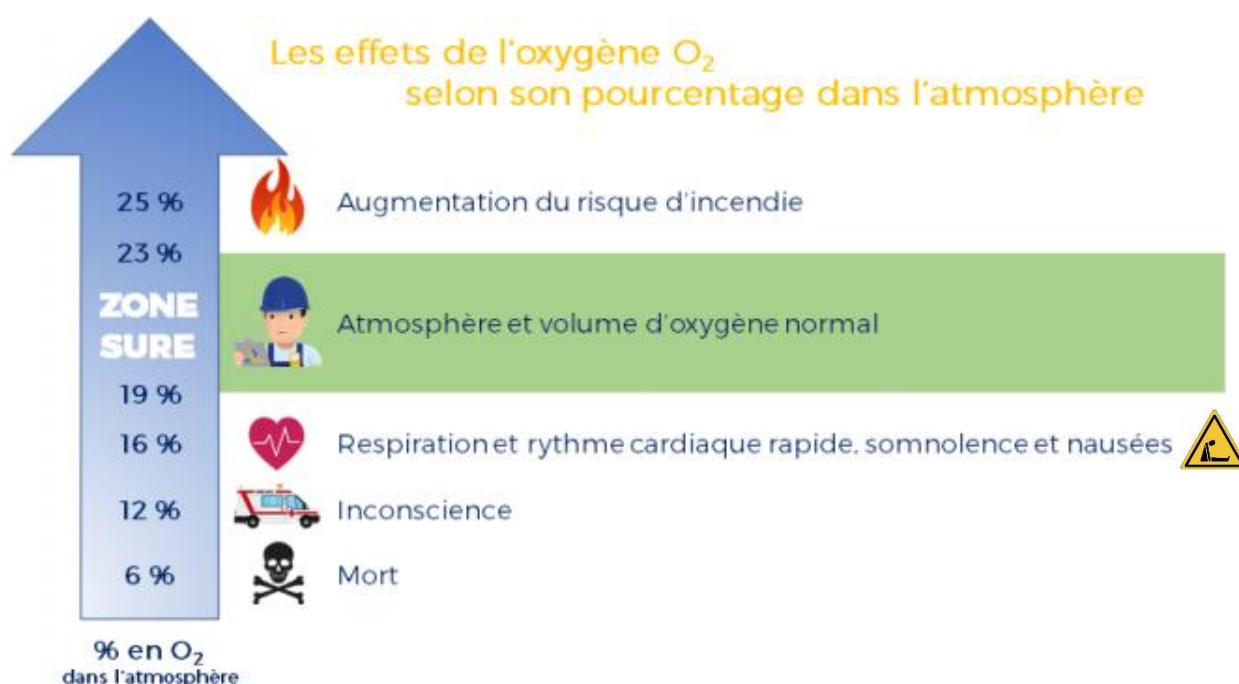 Les effets de l'oxygène O₂
selon son pourcentage dans l'atmosphère
25 %
Augmentation du risque d'incendie
23 %
ZONE
SURE
Atmosphère et volume d'oxygène normal
19 %
16 %
Respiration et rythme cardiaque rapide, somnolence et nausées
12 %
Inconscience
6 %
Mort
% en O₂
dans l'atmosphère